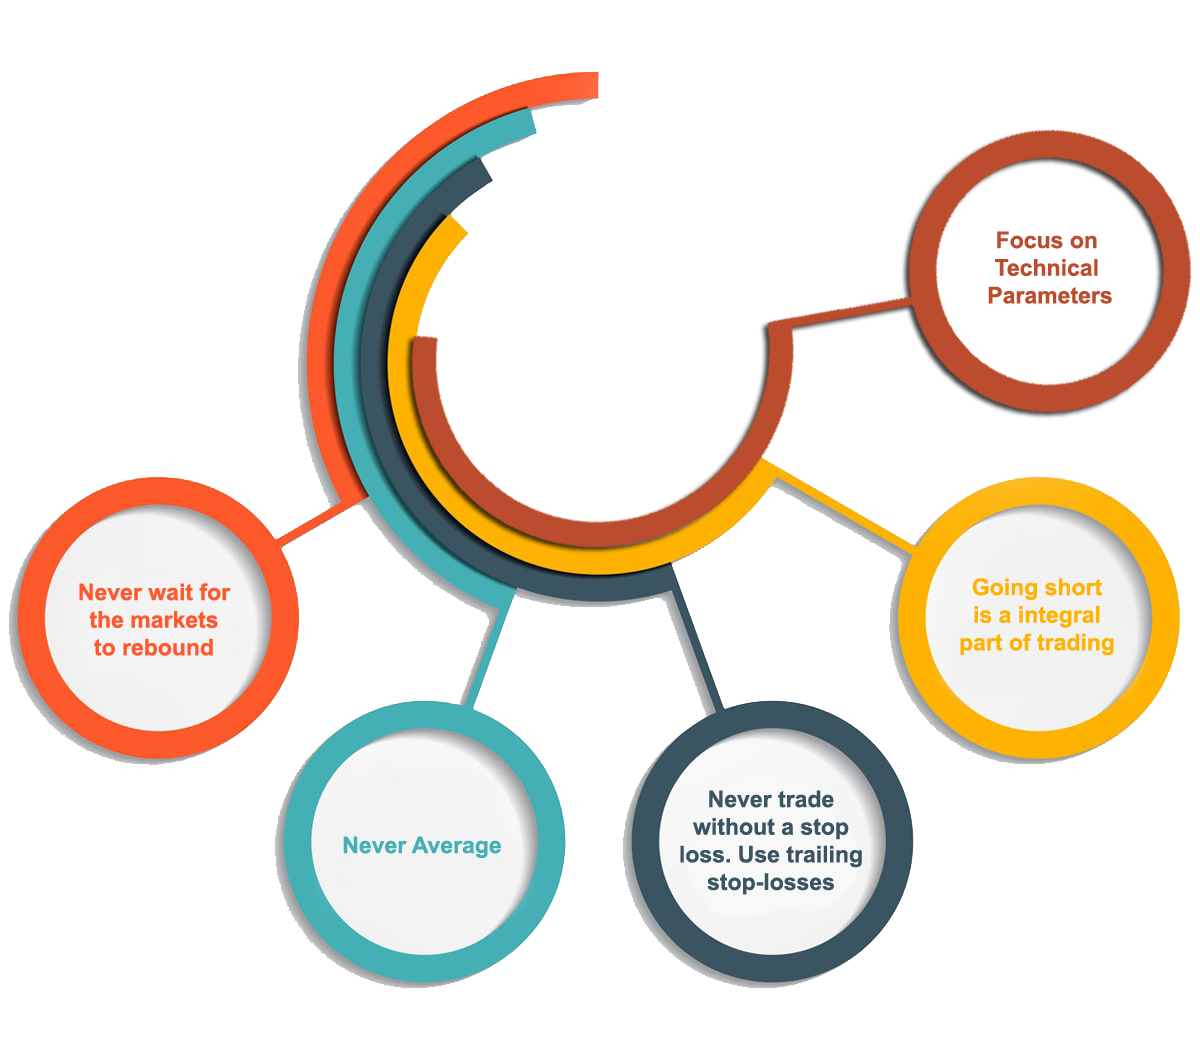 Focus on
Technical
Parameters
Never wait for
the markets
to rebound
Going short
is a integral
part of trading
Never Average
Never trade
without a stop
loss. Use trailing
stop-losses